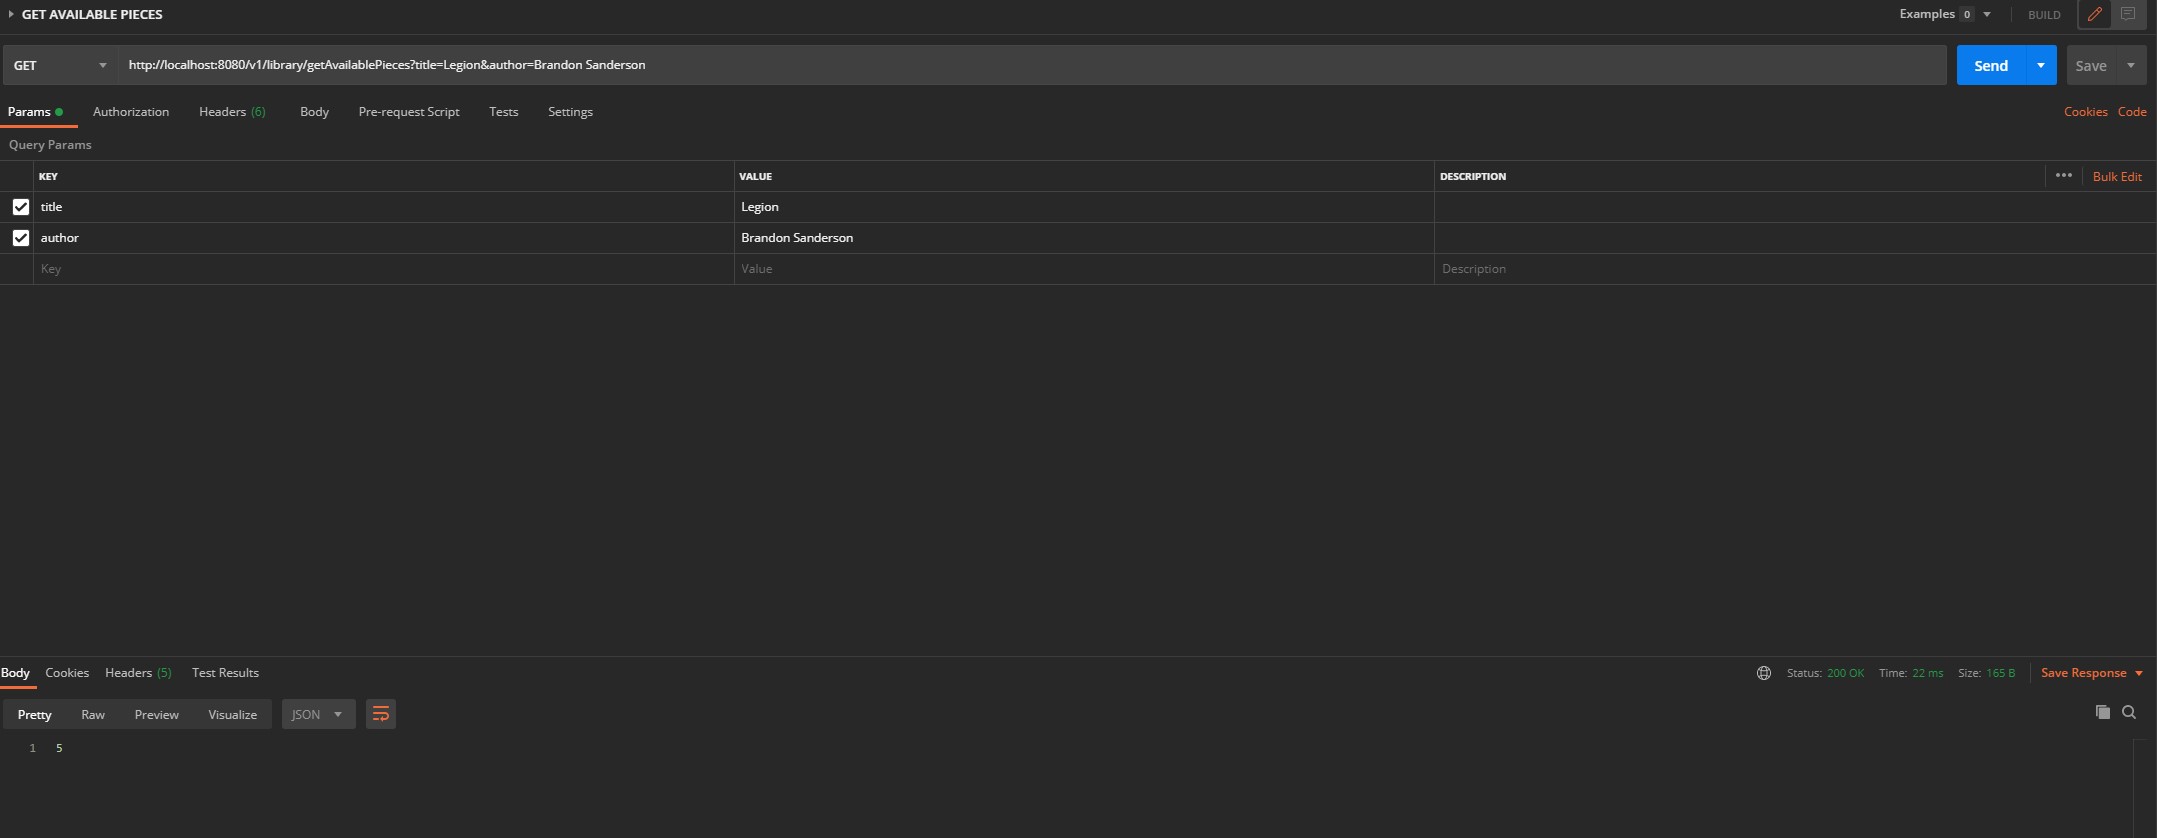 GET AVAILABLE PIECES
Examples 0 BUILD
GET http://localhost:8080/v1/library/getAvailablePieces?title=Legion&author=Brandon Sanderson Send Save
Params Authorization Headers (6) Body Pre-request Script Tests Settings Cookies Code
Query Params
KEY VALUE DESCRIPTION ••• Bulk Edit
title Legion
author Brandon Sanderson
Key Value Description
Body Cookies Headers (5) Test Results Status: 200 OK Time: 22 ms Size: 165 B Save Response
Pretty Raw Preview Visualize JSON
1 5